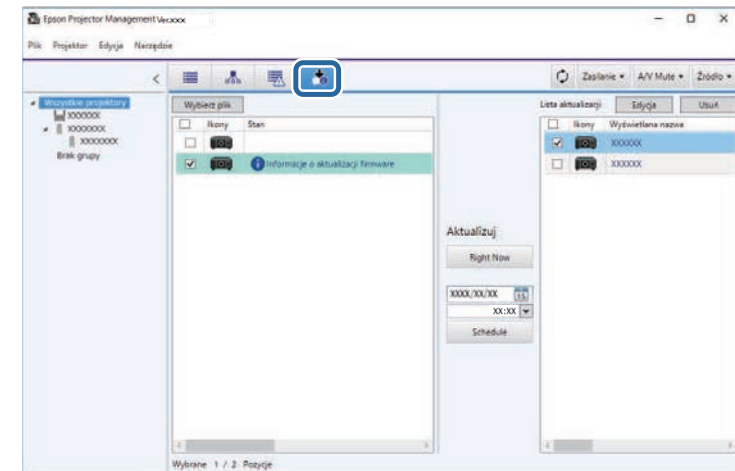 Epson Projector Management Ver.xxx
Plik Projektor Edycja Narzędzie
< Zasilanie A/V Mute Źródło
Wszystkie projektory
XXXXXX
XXXXXXX
XXXXXXX
Brak grupy
Wybierz plik
Ikony Stan
Informacje o aktualizacji firmware
Aktualizuj
Right Now
XXXX/XX/XX
XX:XX
Schedule
Lista aktualizacji Edycja Usuń
Ikony Wyświetlana nazwa
XXXXXX
XXXXXX
Wybrane 1 / 2 Pozycje